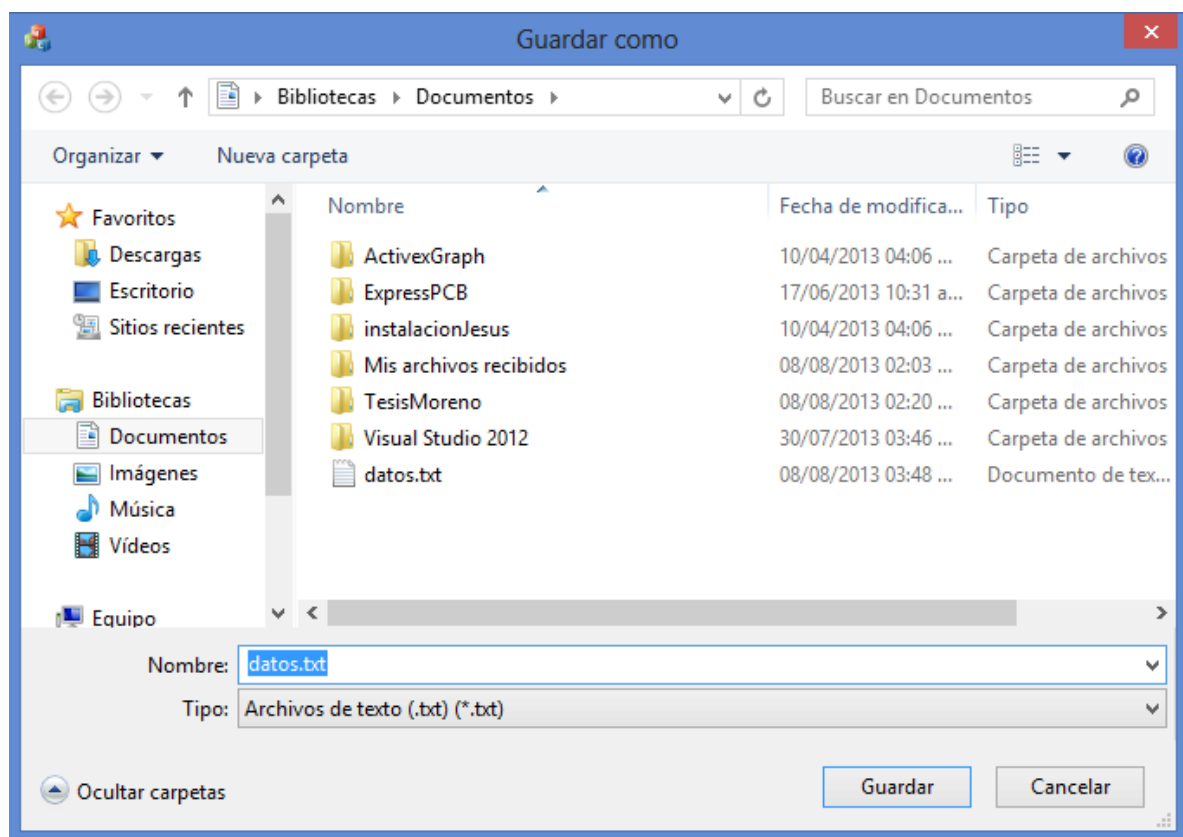 Guardar como
Bibliotecas Documentos Buscar en Documentos
Organizar Nueva carpeta
Favoritos
Descargas
Escritorio
Sitios recientes
Bibliotecas
Documentos
Imágenes
Música
Vídeos
Equipo
Nombre Fecha de modifica... Tipo
ActivexGraph 10/04/2013 04:06 ... Carpeta de archivos
ExpressPCB 17/06/2013 10:31 a... Carpeta de archivos
instalacionJesus 10/04/2013 04:06 ... Carpeta de archivos
Mis archivos recibidos 08/08/2013 02:03 ... Carpeta de archivos
TesisMoreno 08/08/2013 02:20 ... Carpeta de archivos
Visual Studio 2012 30/07/2013 03:46 ... Carpeta de archivos
datos.txt 08/08/2013 03:48 ... Documento de tex...
Nombre: datos.txt
Tipo: Archivos de texto (.txt) (*.txt)
Ocultar carpetas Guardar Cancelar